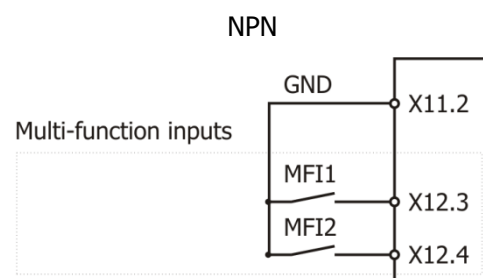 NPN
GND
X11.2
Multi-function inputs
MFI1
X12.3
MFI2
X12.4